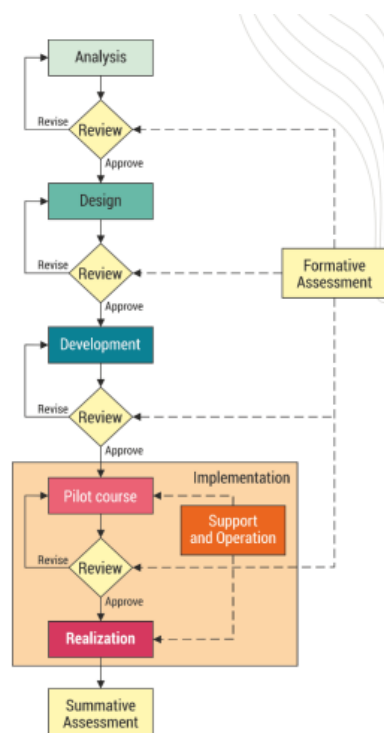 Analysis
Revise
Review
Approve
Design
Revise
Review
Formative
Assessment
Approve
Development
Revise
Review
Approve
Implementation
Pilot course
Support
and Operation
Revise
Review
Approve
Realization
Summative
Assessment